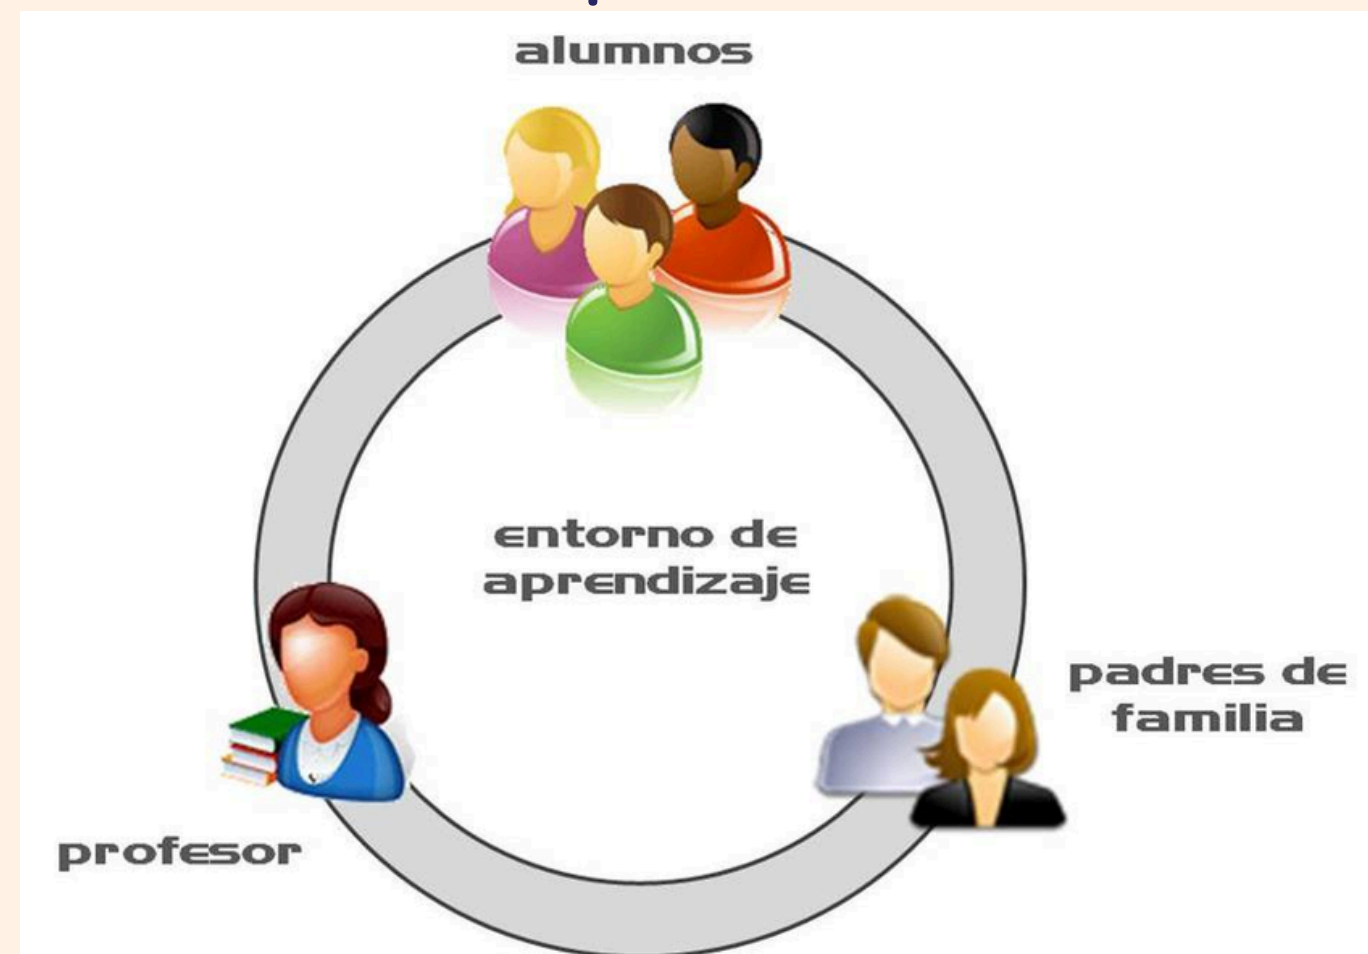 alumnos
entorno de
aprendizaje
padres de
familia
profesor